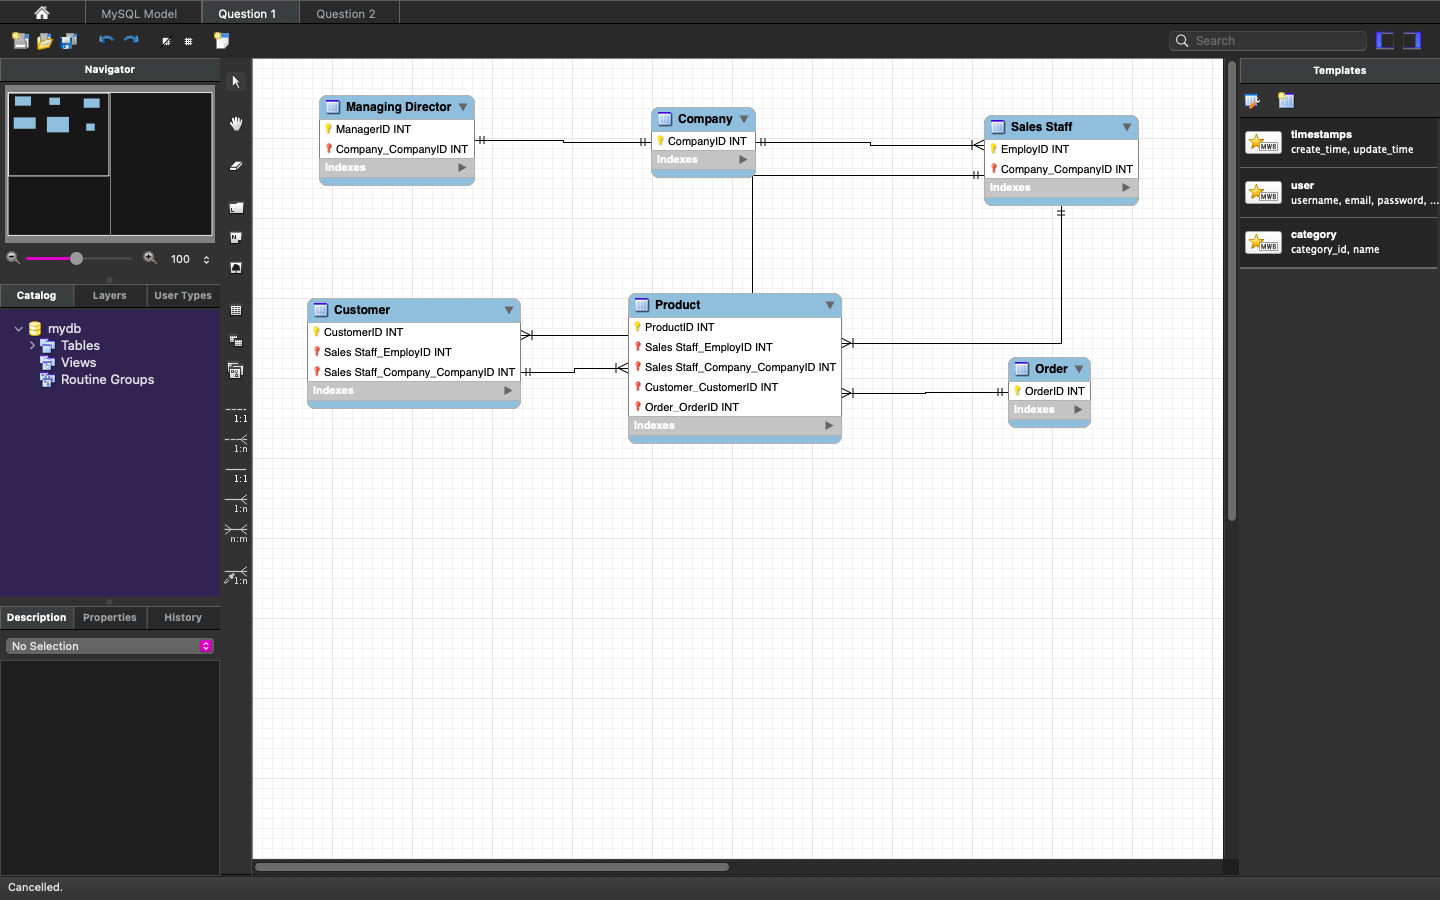 MySQL Model
Question 1
Question 2
Search
Navigator
100
Catalog
Layers
User Types
mydb
Tables
Views
Routine Groups
Description
Properties
History
No Selection
1:1
1:n
1:1
1:n
n:m
1:n
Managing Director
ManagerID INT
Company_CompanyID INT
Indexes
Company
CompanyID INT
Indexes
Sales Staff
EmployID INT
Company_CompanyID INT
Indexes
Customer
CustomerID INT
Sales Staff_EmployID INT
Sales Staff_Company_CompanyID INT
Indexes
Product
ProductID INT
Sales Staff_EmployID INT
Sales Staff_Company_CompanyID INT
Customer_CustomerID INT
Order_OrderID INT
Indexes
Order
OrderID INT
Indexes
Templates
MWB
timestamps
create_time, update_time
MWB
user
username, email, password, ...
MWB
category
category_id, name
Cancelled.